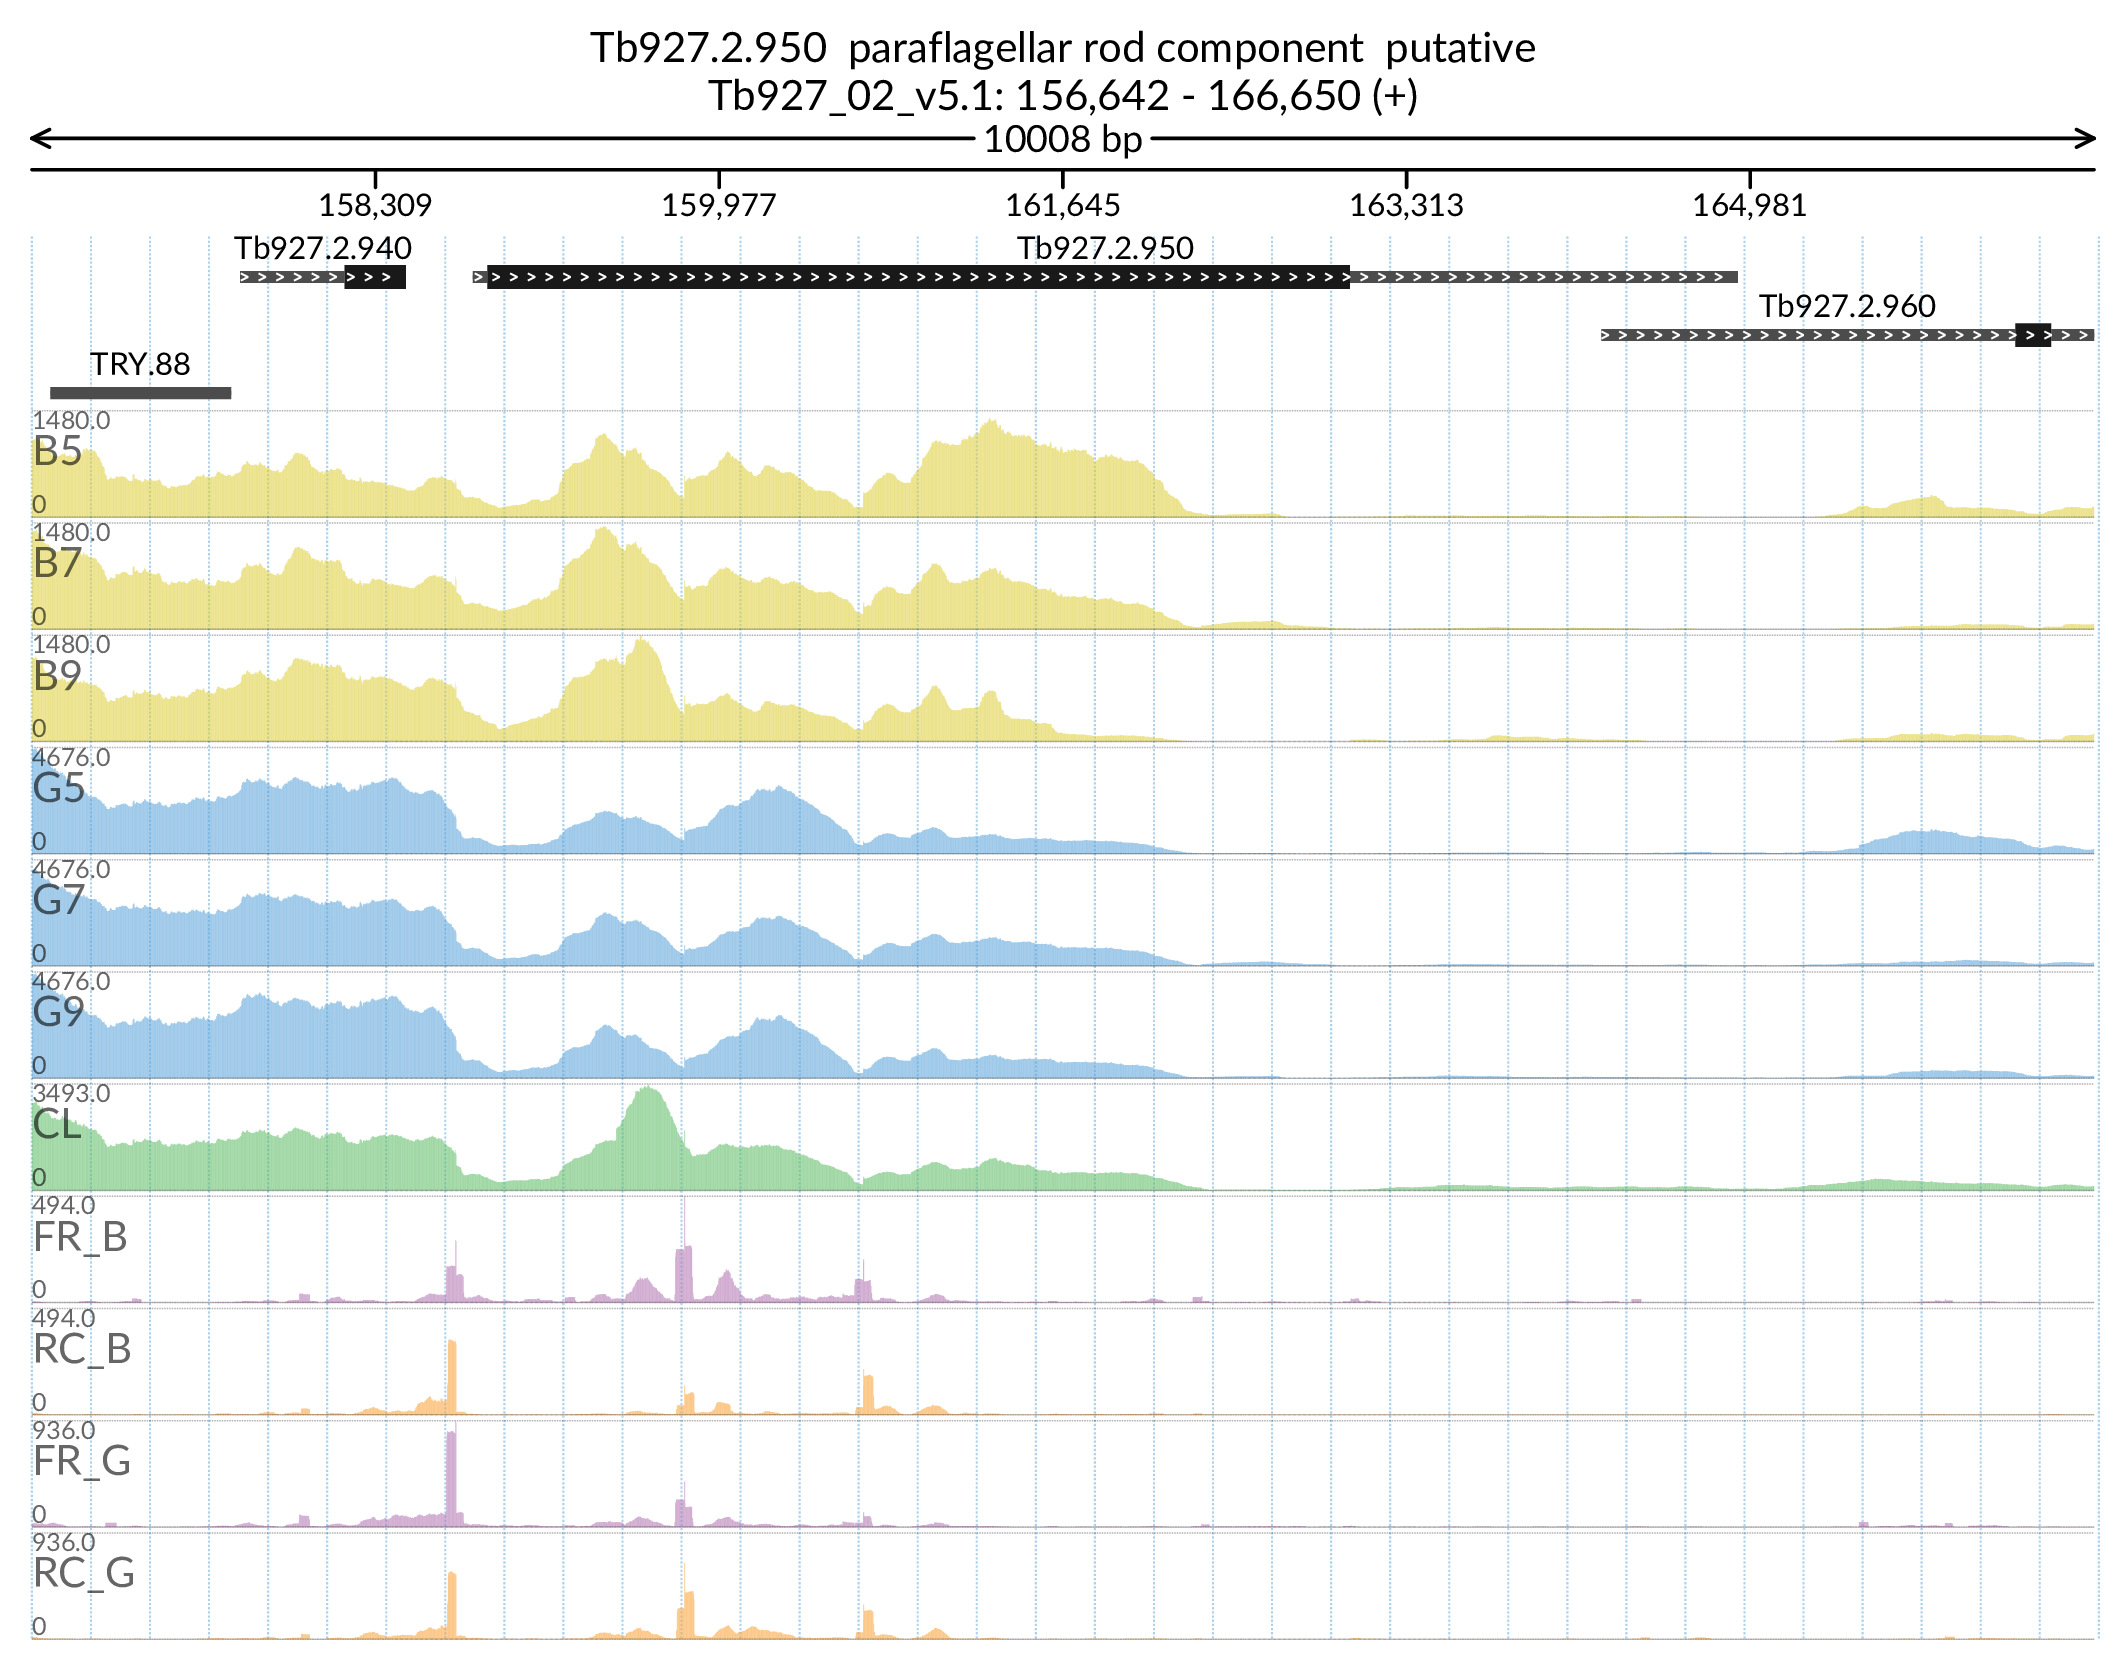 Tb927.2.950  paraflagellar rod component  putative
Tb927_02_v5.1: 156,642 - 166,650 (+)
10008 bp
158,309 159,977 161,645 163,313 164,981
Tb927.2.940 Tb927.2.950
Tb927.2.960
TRY.88
1480.0
B5
0
1480.0
B7
0
1480.0
B9
0
4676.0
G5
0
4676.0
G7
0
4676.0
G9
0
3493.0
CL
0
494.0
FR_B
0
494.0
RC_B
0
936.0
FR_G
0
936.0
RC_G
0